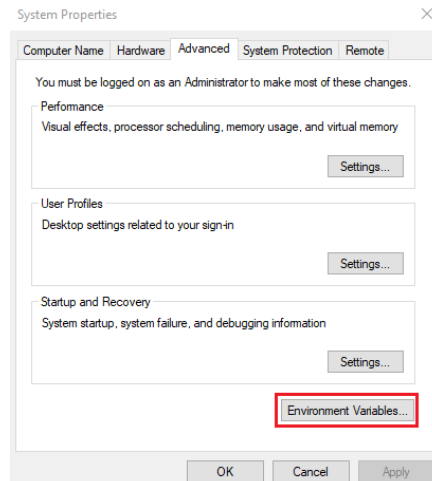 System Properties
Computer Name Hardware Advanced System Protection Remote
You must be logged on as an Administrator to make most of these changes.
Performance
Visual effects, processor scheduling, memory usage, and virtual memory
Settings...
User Profiles
Desktop settings related to your sign-in
Settings...
Startup and Recovery
System startup, system failure, and debugging information
Settings...
Environment Variables...
OK Cancel Apply